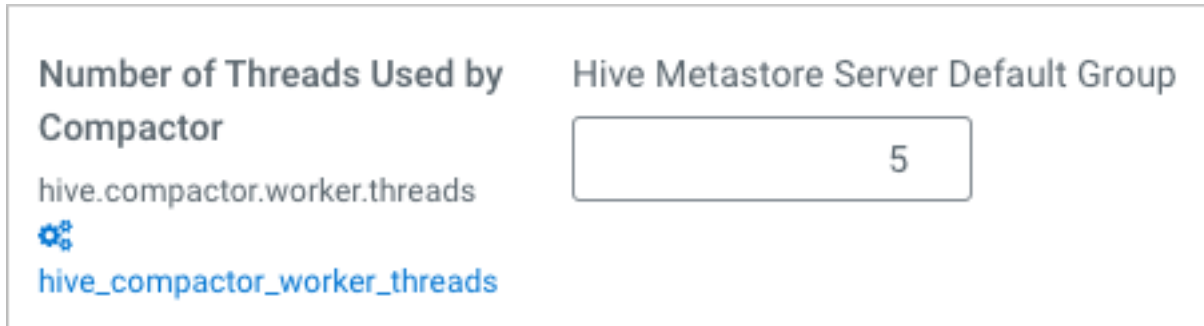 Number of Threads Used by
Compactor
hive.compactor.worker.threads
hive_compactor_worker_threads
Hive Metastore Server Default Group
5